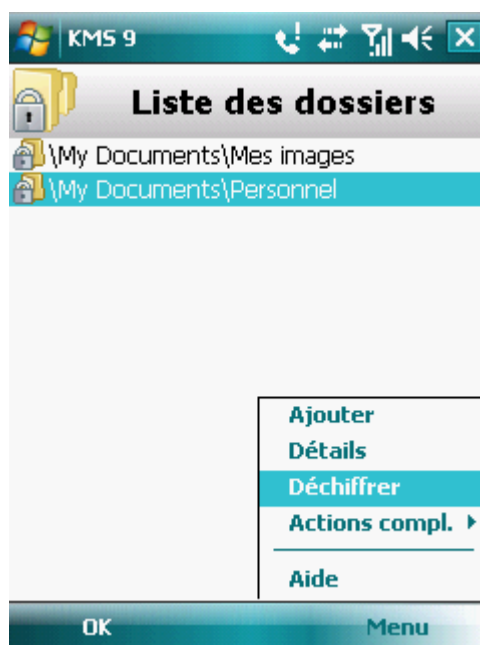 KMS 9
Liste des dossiers
\My Documents\Mes images
\My Documents\Personnel
Ajouter
Détails
Déchiffrer
Actions compl.
Aide
OK Menu